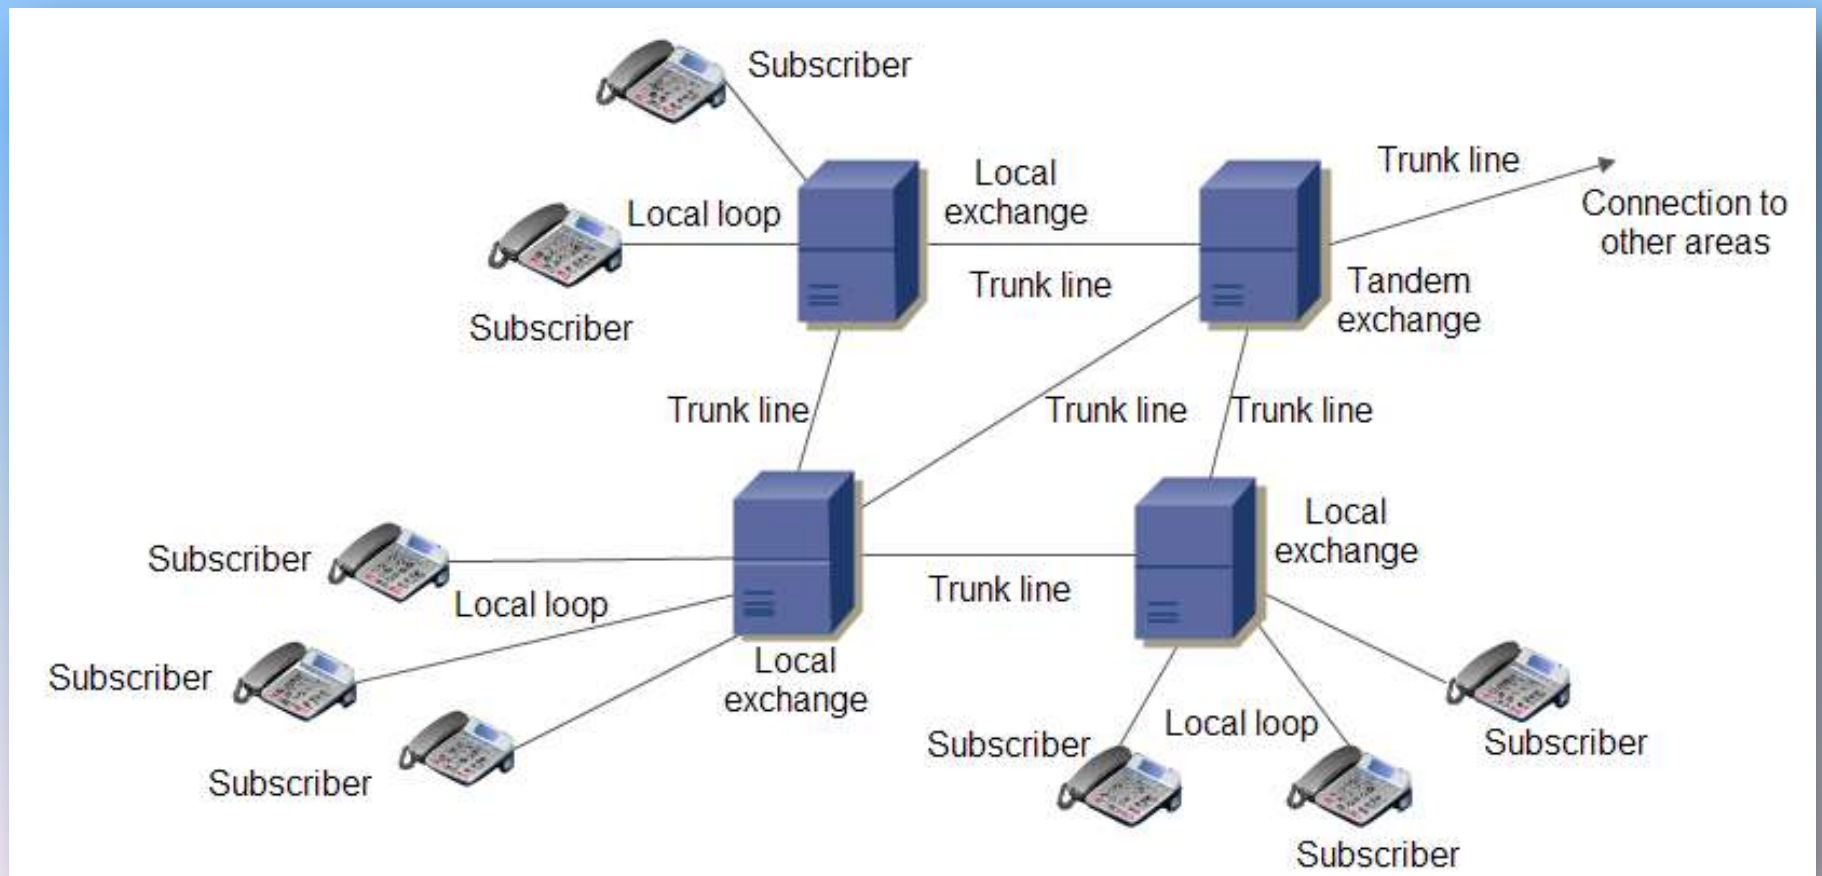 Subscriber
Trunk line
Local
exchange
Local loop
Connection to
other areas
Trunk line
Tandem
exchange
Subscriber
Trunk line
Trunk line
Trunk line
Local
exchange
Subscriber
Trunk line
Local loop
Subscriber
Local
exchange
Subscriber
Subscriber
Local loop
Subscriber
Subscriber